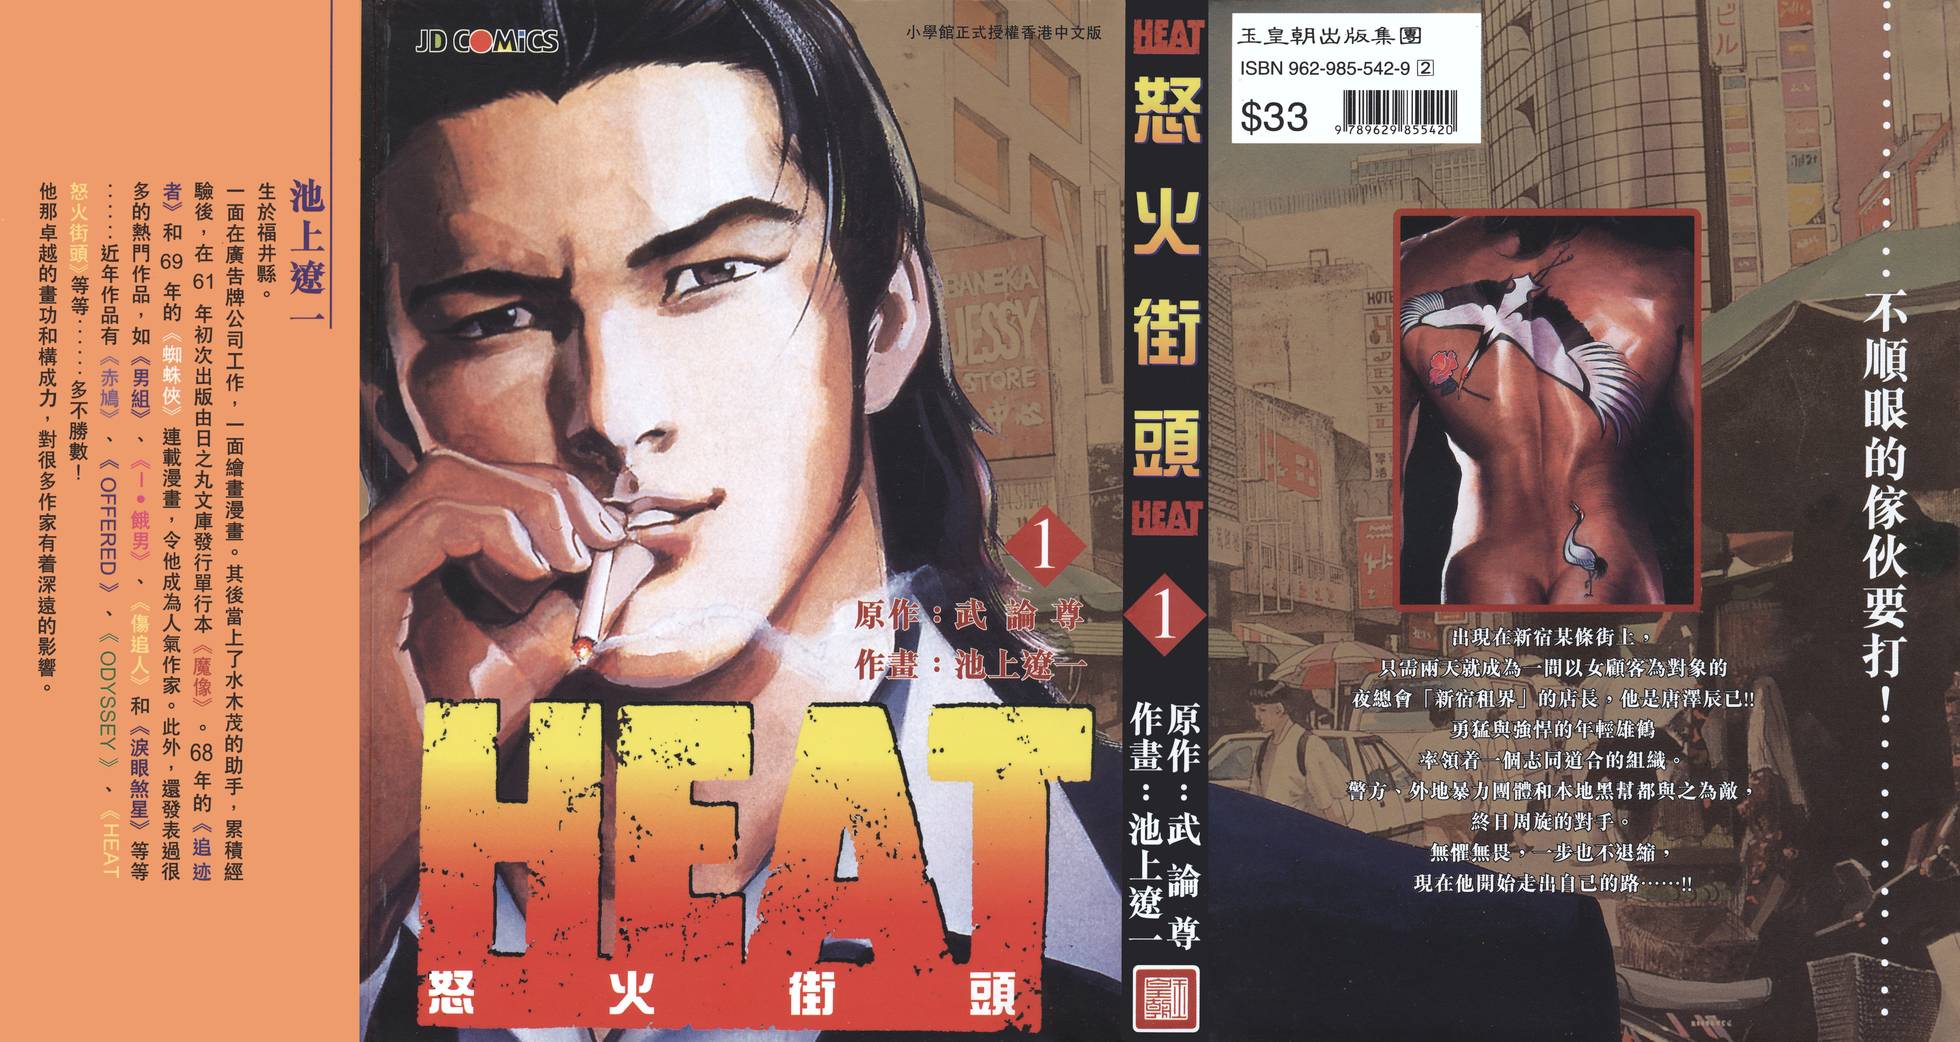 池上遼一
生於福井縣。
一面在廣告牌公司工作，一面繪畫漫畫。其後當上了水木茂的助手，累積經
驗後，在 61 年初次出版由日之丸文庫發行單行本《魔像》。68 年的《追迹
者》和 69 年的《蜘蛛俠》連載漫畫，令他成為人氣作家。此外，還發表過很
多的熱門作品，如《男組》、《I•餓男》、《傷追人》和《淚眼煞星》等等
……近年作品有《赤鳩》、《OFFERED》、《ODYSSEY》、《HEAT
怒火街頭》等等……多不勝數！
他那卓越的畫功和構成力，對很多作家有着深遠的影響。
JD COMiCS
小學館正式授權香港中文版
BANEKA
JESSY
STORE
1
原作：武論尊
作畫：池上遼一
HEAT
怒火街頭
HEAT
怒火街頭
HEAT
1
原作：武論尊
作畫：池上遼一
玉皇朝
玉皇朝出版集團
ISBN 962-985-542-9 2
$33
9 789629 855420
ビル
HOTE
不順眼的傢伙要打！
出現在新宿某條街上，
只需兩天就成為一間以女顧客為對象的
夜總會「新宿租界」的店長，他是唐澤辰巳!!
勇猛與強悍的年輕雄鶴
率領着一個志同道合的組織。
警方、外地暴力團體和本地黑幫都與之為敵，
終日周旋的對手。
無懼無畏，一步也不退縮，
現在他開始走出自己的路……!!